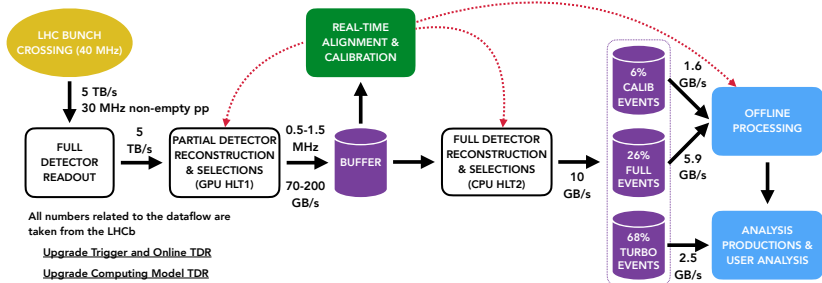 LHC BUNCH
CROSSING (40 MHz)
5 TB/s
30 MHz non-empty pp
FULL
DETECTOR
READOUT
5
TB/s
PARTIAL DETECTOR
RECONSTRUCTION
& SELECTIONS
(GPU HLT1)
0.5-1.5
MHz
70-200
GB/s
REAL-TIME
ALIGNMENT &
CALIBRATION
BUFFER
FULL DETECTOR
RECONSTRUCTION
& SELECTIONS
(CPU HLT2)
10
GB/s
6%
CALIB
EVENTS
26%
FULL
EVENTS
68%
TURBO
EVENTS
1.6
GB/s
5.9
GB/s
2.5
GB/s
OFFLINE
PROCESSING
ANALYSIS
PRODUCTIONS &
USER ANALYSIS
All numbers related to the dataflow are
taken from the LHCb
Upgrade Trigger and Online TDR
Upgrade Computing Model TDR